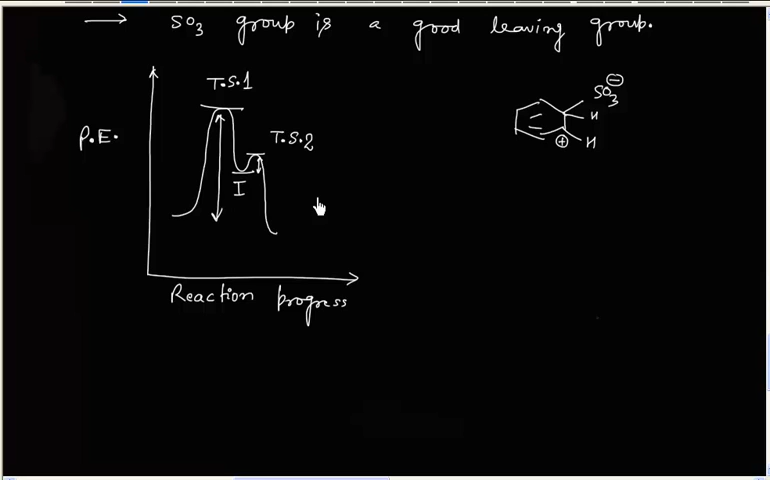 → SO3 group is a good leaving group.
T.S.1
SO3 ⊖
P.E.
T.S.2
H
⊕ H
I
Reaction progress